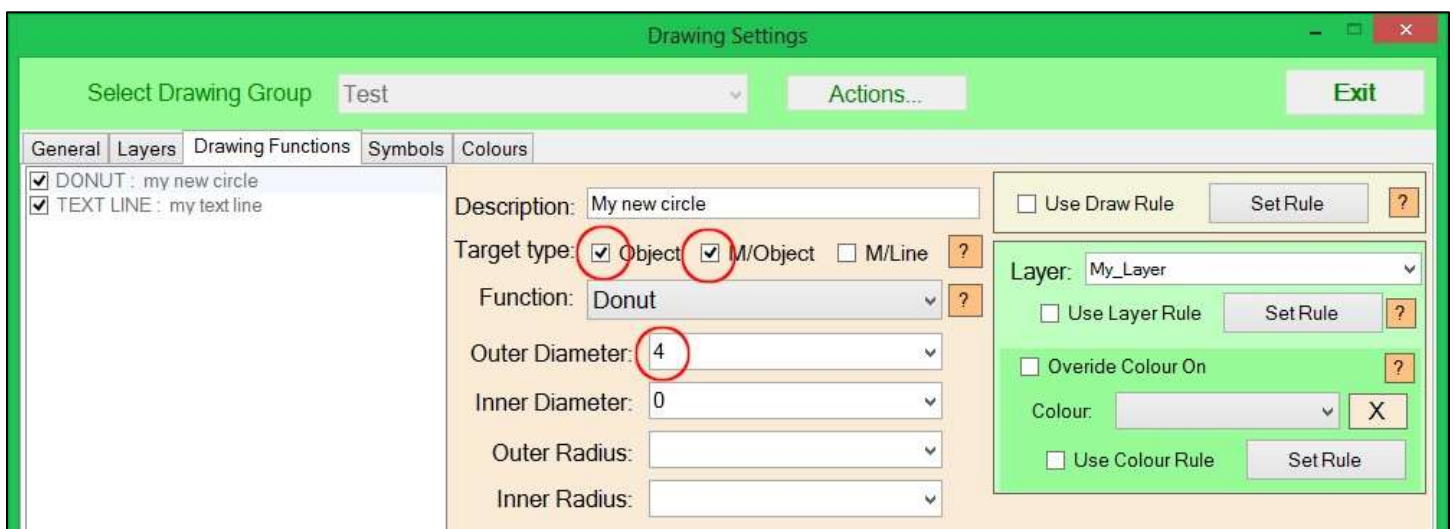 Drawing Settings
Select Drawing Group Test Actions... Exit
General Layers Drawing Functions Symbols Colours
DONUT : my new circle
TEXT LINE : my text line
Description: My new circle
Target type: Object M/Object M/Line ?
Function: Donut ?
Outer Diameter: 4
Inner Diameter: 0
Outer Radius:
Inner Radius:
Use Draw Rule Set Rule ?
Layer: My_Layer
Use Layer Rule Set Rule ?
Overide Colour On ?
Colour: X
Use Colour Rule Set Rule